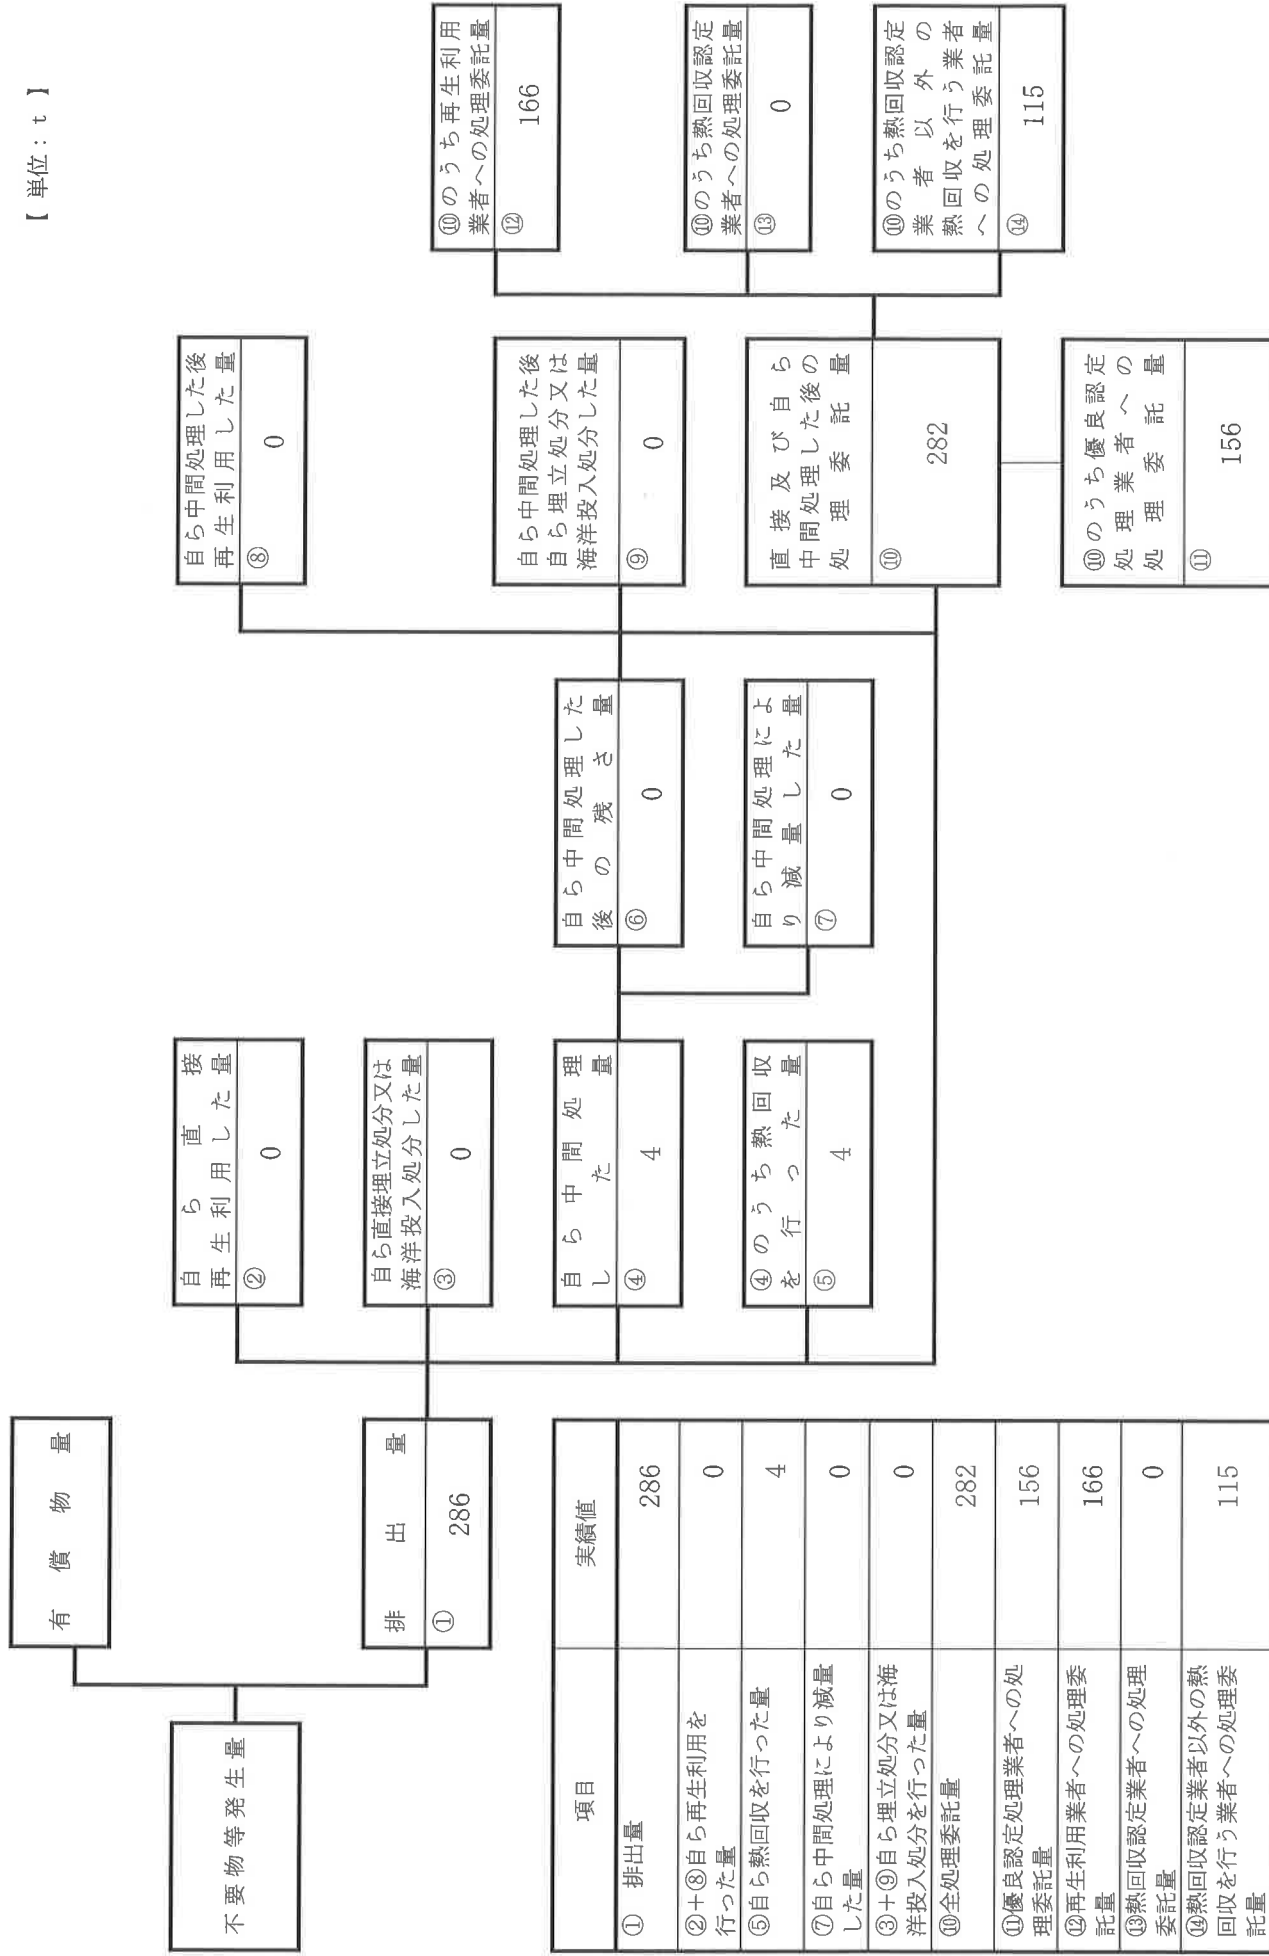 【 単位：t 】
有償物量
不要物等発生量
排出量
①
286
自ら直接
再生利用した量
②
0
自ら直接埋立処分又は
海洋投入処分した量
③
0
自ら中間処理
した量
④
4
④のうち熱回収
を行った量
⑤
4
自ら中間処理した
後の残さ量
⑥
0
自ら中間処理によ
り減量した量
⑦
0
自ら中間処理した後
再生利用した量
⑧
0
自ら中間処理した後
自ら埋立処分又は
海洋投入処分した量
⑨
0
直接及び自ら
中間処理した後の
処理委託量
⑩
282
⑩のうち優良認定
処理業者への
処理委託量
⑪
156
⑩のうち再生利用
業者への処理委託量
⑫
166
⑩のうち熱回収認定
業者への処理委託量
⑬
0
⑩のうち熱回収認定
業者以外の
熱回収を行う業者
への処理委託量
⑭
115
項目 実績値
① 排出量 286
②＋⑧自ら再生利用を
行った量 0
⑤自ら熱回収を行った量 4
⑦自ら中間処理により減量
した量 0
③＋⑨自ら埋立処分又は海
洋投入処分を行った量 0
⑩全処理委託量 282
⑪優良認定処理業者への処
理委託量 156
⑫再生利用業者への処理委
託量 166
⑬熱回収認定業者への処理
委託量 0
⑭熱回収認定業者以外の熱
回収を行う業者への処理委
託量 115